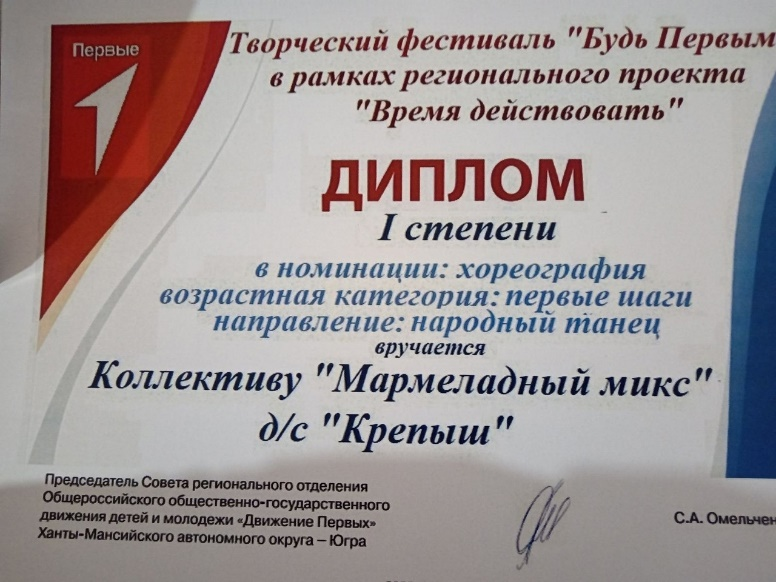 Первые
Творческий фестиваль "Будь Первым
в рамках регионального проекта
"Время действовать"
ДИПЛОМ
I степени
в номинации: хореография
возрастная категория: первые шаги
направление: народный танец
вручается
Коллективу "Мармеладный микс"
д/с "Крепыш"
Председатель Совета регионального отделения
Общероссийского общественно-государственного
движения детей и молодежи «Движение Первых»
Ханты-Мансийского автономного округа – Югра
С.А. Омельчен